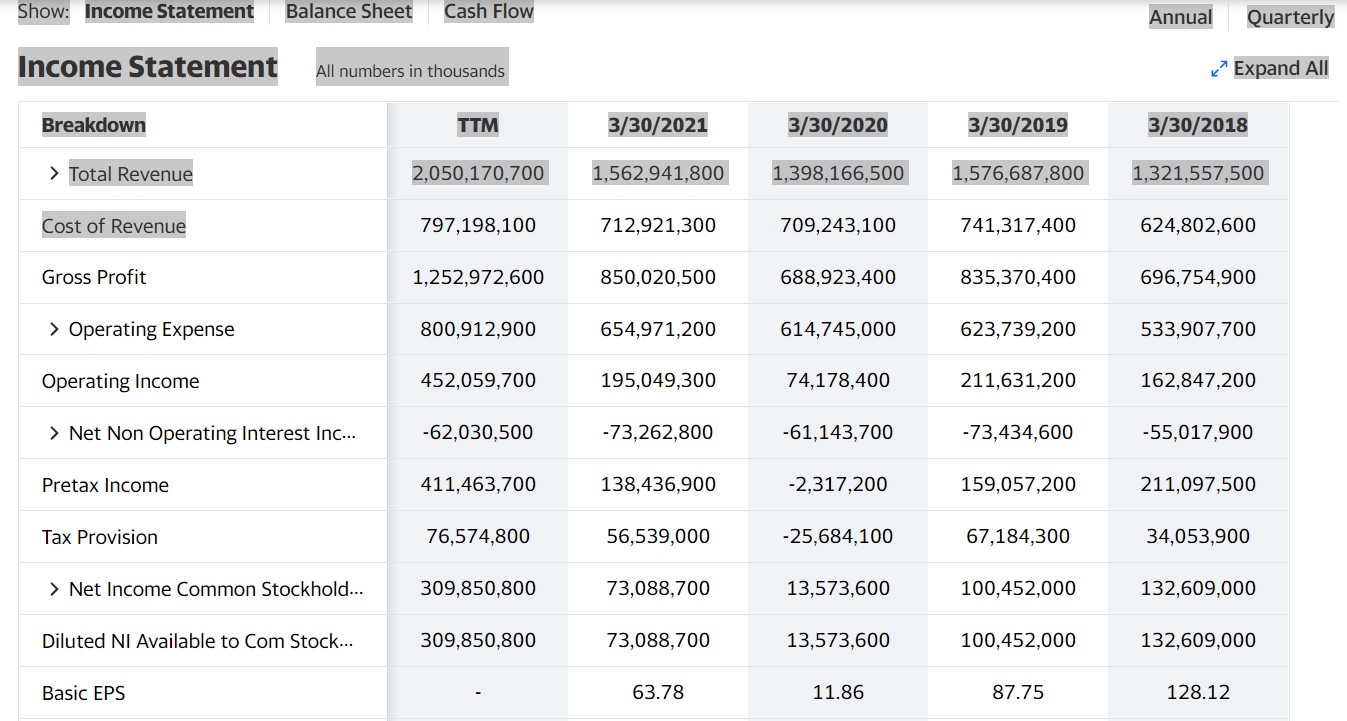 Show: Income Statement Balance Sheet Cash Flow Annual Quarterly
Income Statement All numbers in thousands Expand All
Breakdown TTM 3/30/2021 3/30/2020 3/30/2019 3/30/2018
Total Revenue 2,050,170,700 1,562,941,800 1,398,166,500 1,576,687,800 1,321,557,500
Cost of Revenue 797,198,100 712,921,300 709,243,100 741,317,400 624,802,600
Gross Profit 1,252,972,600 850,020,500 688,923,400 835,370,400 696,754,900
Operating Expense 800,912,900 654,971,200 614,745,000 623,739,200 533,907,700
Operating Income 452,059,700 195,049,300 74,178,400 211,631,200 162,847,200
Net Non Operating Interest Inc... -62,030,500 -73,262,800 -61,143,700 -73,434,600 -55,017,900
Pretax Income 411,463,700 138,436,900 -2,317,200 159,057,200 211,097,500
Tax Provision 76,574,800 56,539,000 -25,684,100 67,184,300 34,053,900
Net Income Common Stockhold... 309,850,800 73,088,700 13,573,600 100,452,000 132,609,000
Diluted NI Available to Com Stock... 309,850,800 73,088,700 13,573,600 100,452,000 132,609,000
Basic EPS - 63.78 11.86 87.75 128.12